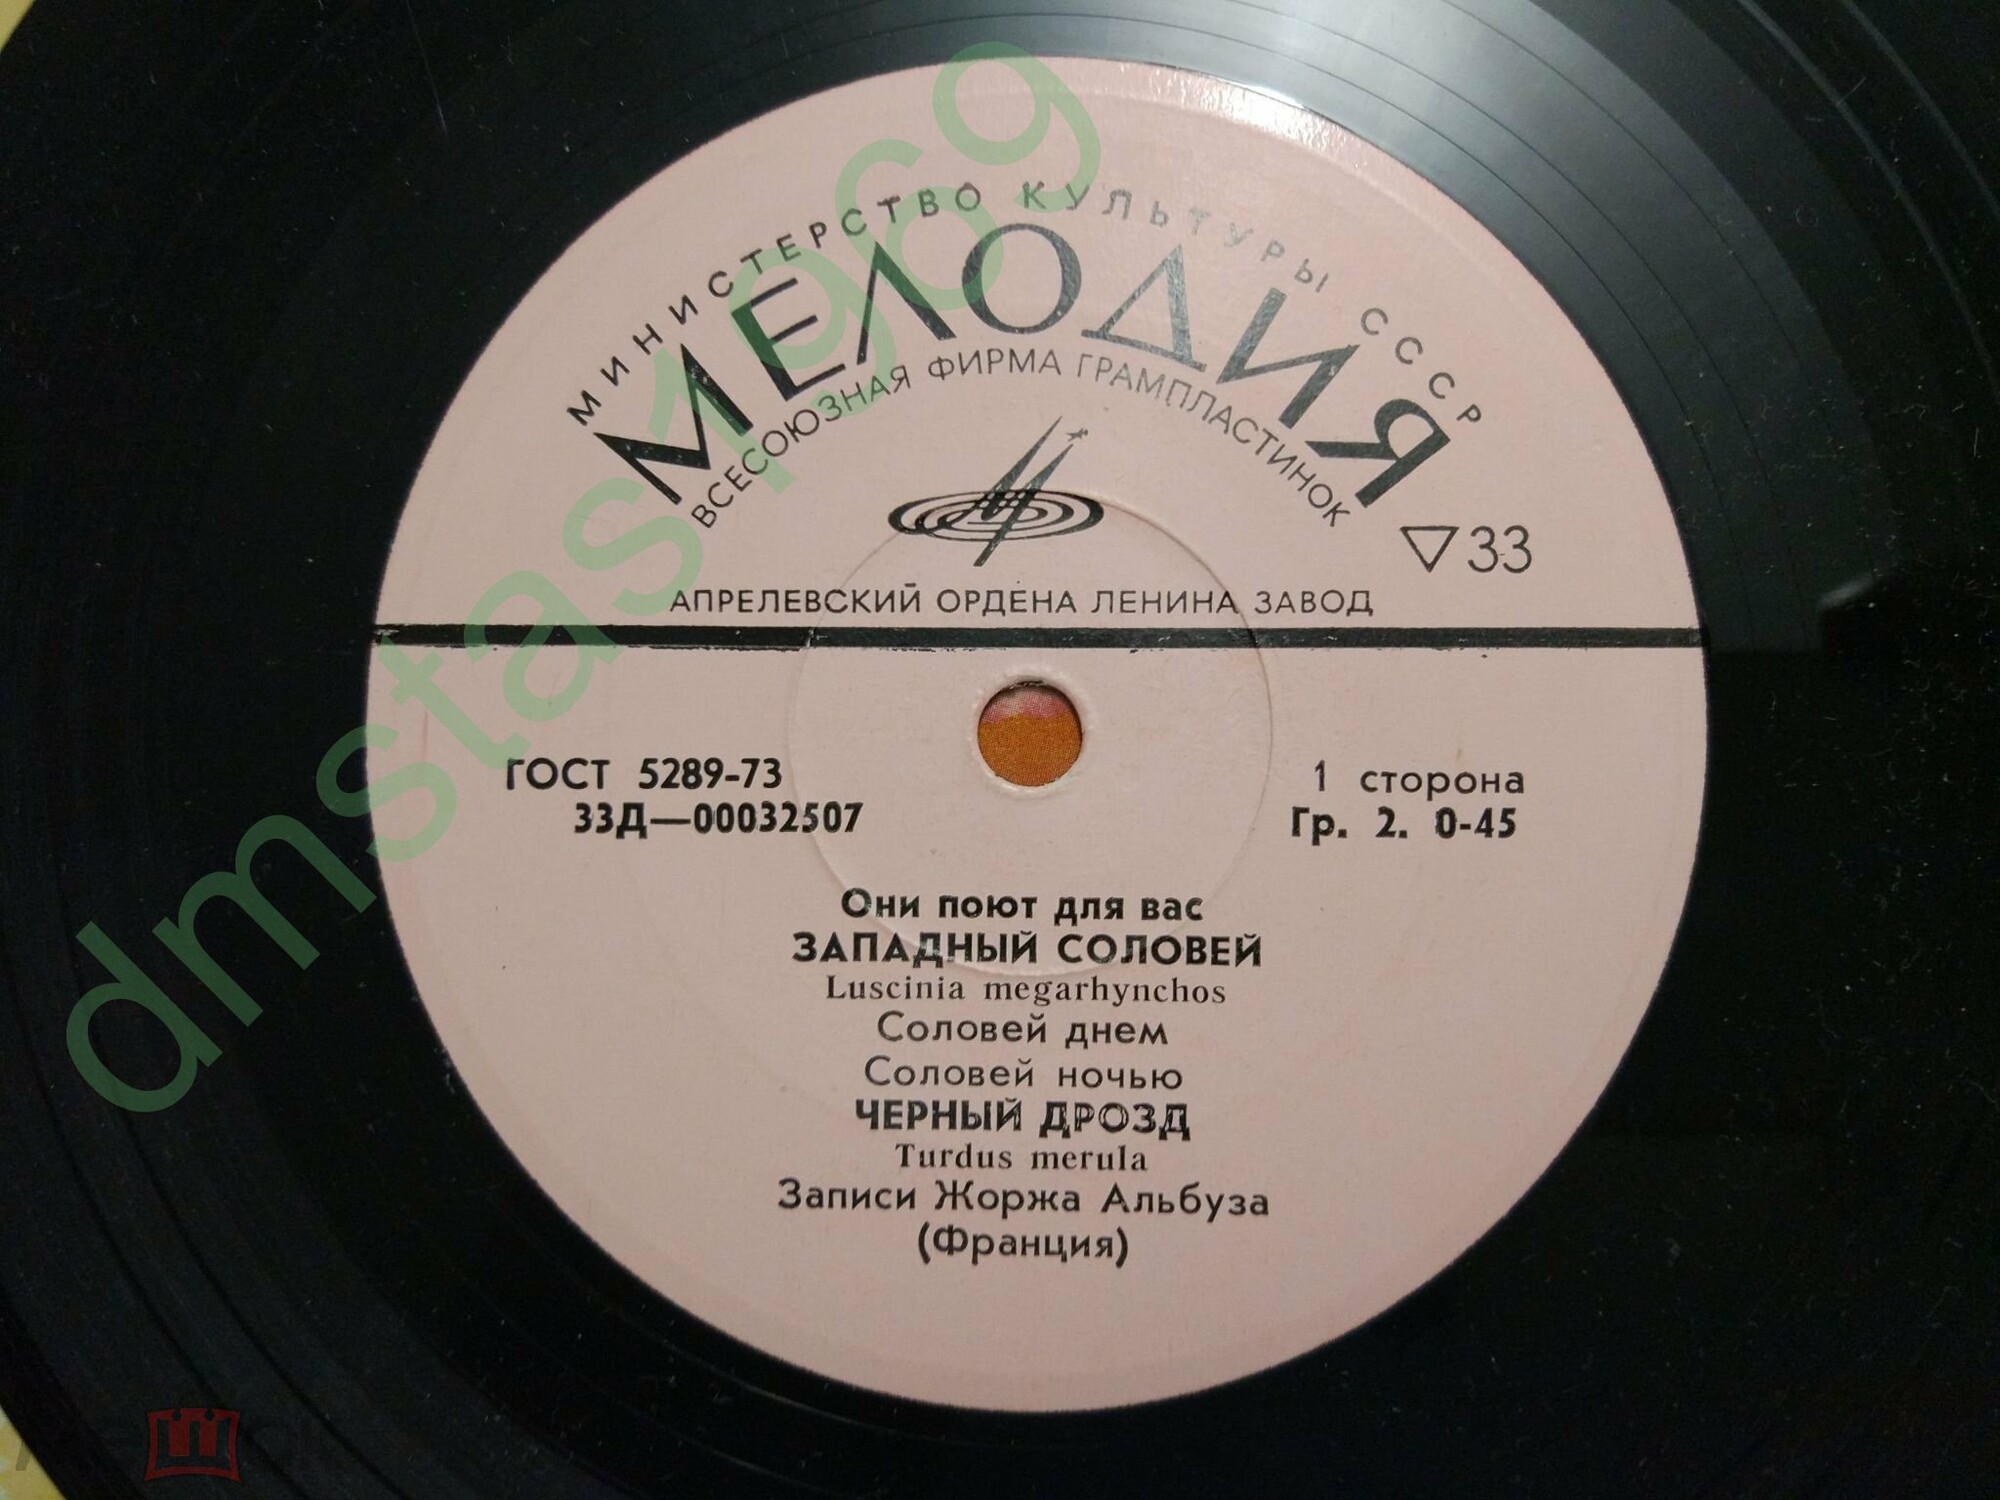 МИНИСТЕРСТВО КУЛЬТУРЫ СССР
МЕЛОДИЯ
ВСЕСОЮЗНАЯ ФИРМА ГРАМПЛАСТИНОК
▽33
АПРЕЛЕВСКИЙ ОРДЕНА ЛЕНИНА ЗАВОД
ГОСТ 5289-73
33Д—00032507
1 сторона
Гр. 2. 0-45
Они поют для вас
ЗАПАДНЫЙ СОЛОВЕЙ
Luscinia megarhynchos
Соловей днем
Соловей ночью
ЧЕРНЫЙ ДРОЗД
Turdus merula
Записи Жоржа Альбуза
(Франция)
dmstas1969